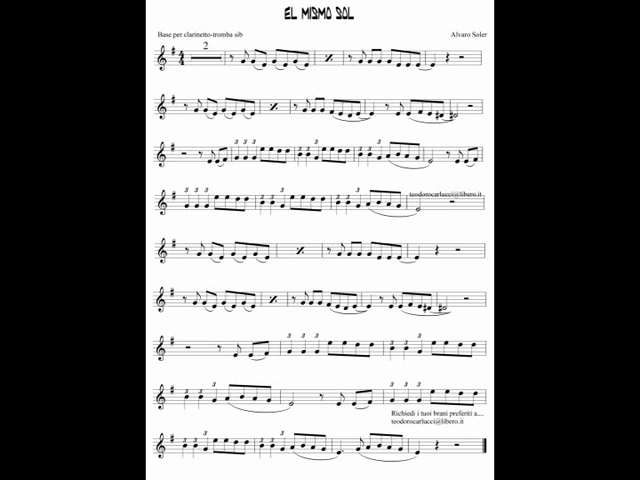 EL MISMO SOL
Base per clarinetto-tromba sib
Alvaro Soler
2
teodorocarlucci@libero.it
Richiedi i tuoi brani preferiti a....
teodorocarlucci@libero.it